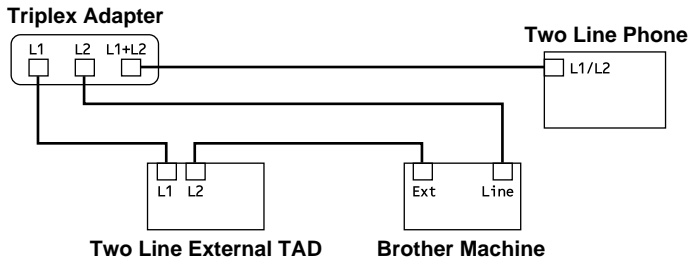 Triplex Adapter
L1 L2 L1+L2
Two Line Phone
L1/L2
L1 L2
Ext Line
Two Line External TAD
Brother Machine